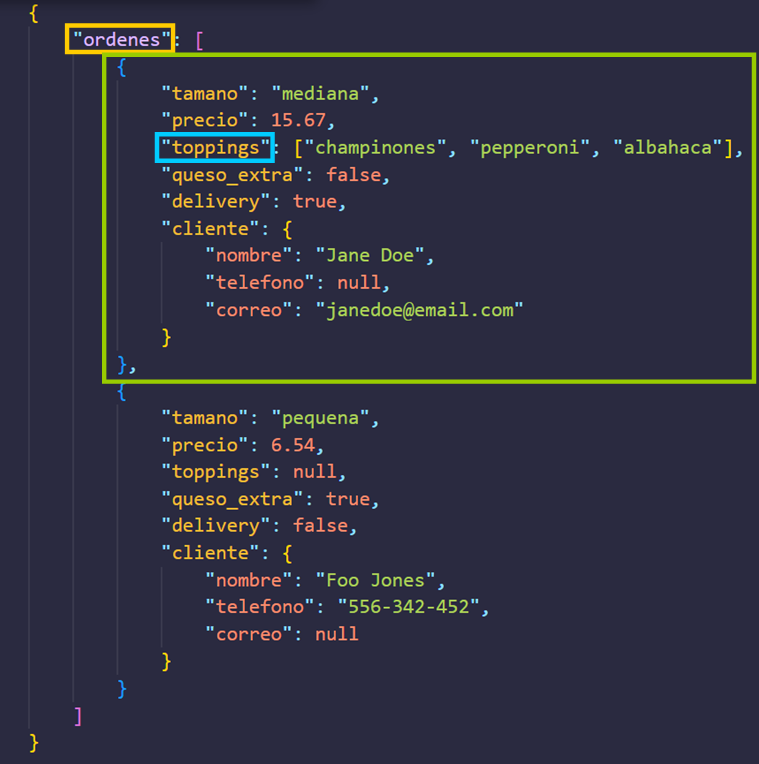 {
    "ordenes": [
        {
            "tamano": "mediana",
            "precio": 15.67,
            "toppings": ["champinones", "pepperoni", "albahaca"],
            "queso_extra": false,
            "delivery": true,
            "cliente": {
                "nombre": "Jane Doe",
                "telefono": null,
                "correo": "janedoe@email.com"
            }
        },
        {
            "tamano": "pequena",
            "precio": 6.54,
            "toppings": null,
            "queso_extra": true,
            "delivery": false,
            "cliente": {
                "nombre": "Foo Jones",
                "telefono": "556-342-452",
                "correo": null
            }
        }
    ]
}